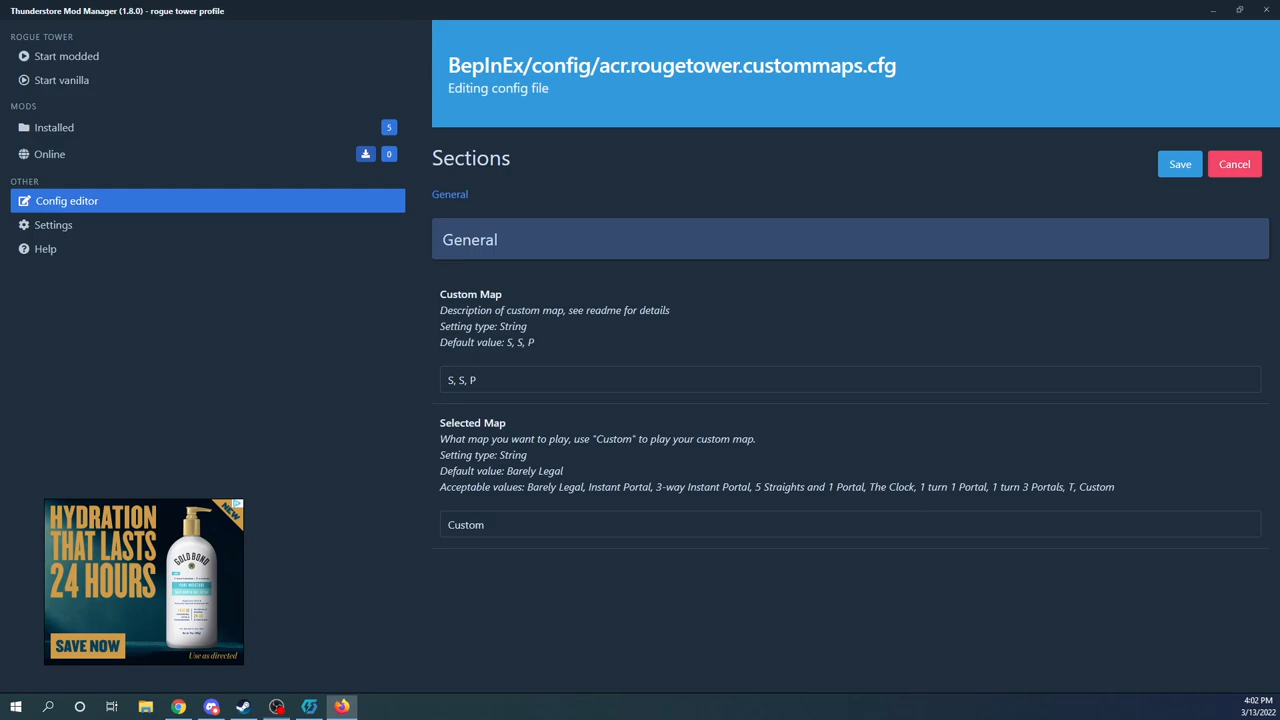 Thunderstore Mod Manager (1.8.0) - rogue tower profile
ROGUE TOWER
Start modded
Start vanilla
MODS
Installed
5
Online
0
OTHER
Config editor
Settings
Help
BepInEx/config/acr.rougetower.custommaps.cfg
Editing config file
Sections
Save
Cancel
General
General
Custom Map
Description of custom map, see readme for details
Setting type: String
Default value: S, S, P
S, S, P
Selected Map
What map you want to play, use "Custom" to play your custom map.
Setting type: String
Default value: Barely Legal
Acceptable values: Barely Legal, Instant Portal, 3-way Instant Portal, 5 Straights and 1 Portal, The Clock, 1 turn 1 Portal, 1 turn 3 Portals, T, Custom
Custom
HYDRATION
THAT LASTS
24 HOURS
NEW
GOLD BOND
SAVE NOW
Use as directed
4:02 PM
3/13/2022